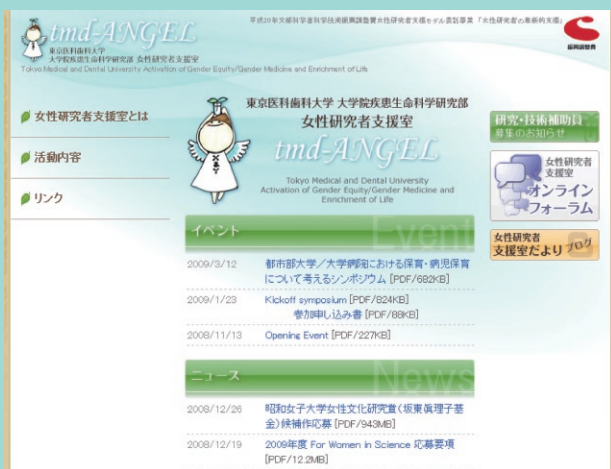 tmd-ANGEL
東京医科歯科大学
大学院疾患生命科学研究部 女性研究者支援室
Tokyo Medical and Dental University Activation of Gender Equity/Gender Medicine and Enrichment of Life
平成20年文部科学省科学技術振興調整費女性研究者支援モデル委託事業 「女性研究者の革新的支援」
振興調整費
女性研究者支援室とは
活動内容
リンク
東京医科歯科大学 大学院疾患生命科学研究部
女性研究者支援室
tmd-ANGEL
Tokyo Medical and Dental University
Activation of Gender Equity/Gender Medicine and
Enrichment of Life
イベント
Event
2009/3/12 都市部大学/大学病院における保育・病児保育
について考えるシンポジウム [PDF/682KB]
2009/1/23 Kickoff symposium [PDF/824KB]
参加申し込み書 [PDF/88KB]
2008/11/13 Opening Event [PDF/227KB]
ニュース
News
2008/12/26 昭和女子大学女性文化研究賞(坂東眞理子基
金)候補作応募 [PDF/943MB]
2008/12/19 2009年度 For Women in Science 応募要項
[PDF/12.2MB]
研究・技術補助員
募集のお知らせ
女性研究者
支援室
オンライン
フォーラム
女性研究者
支援室だより ブログ